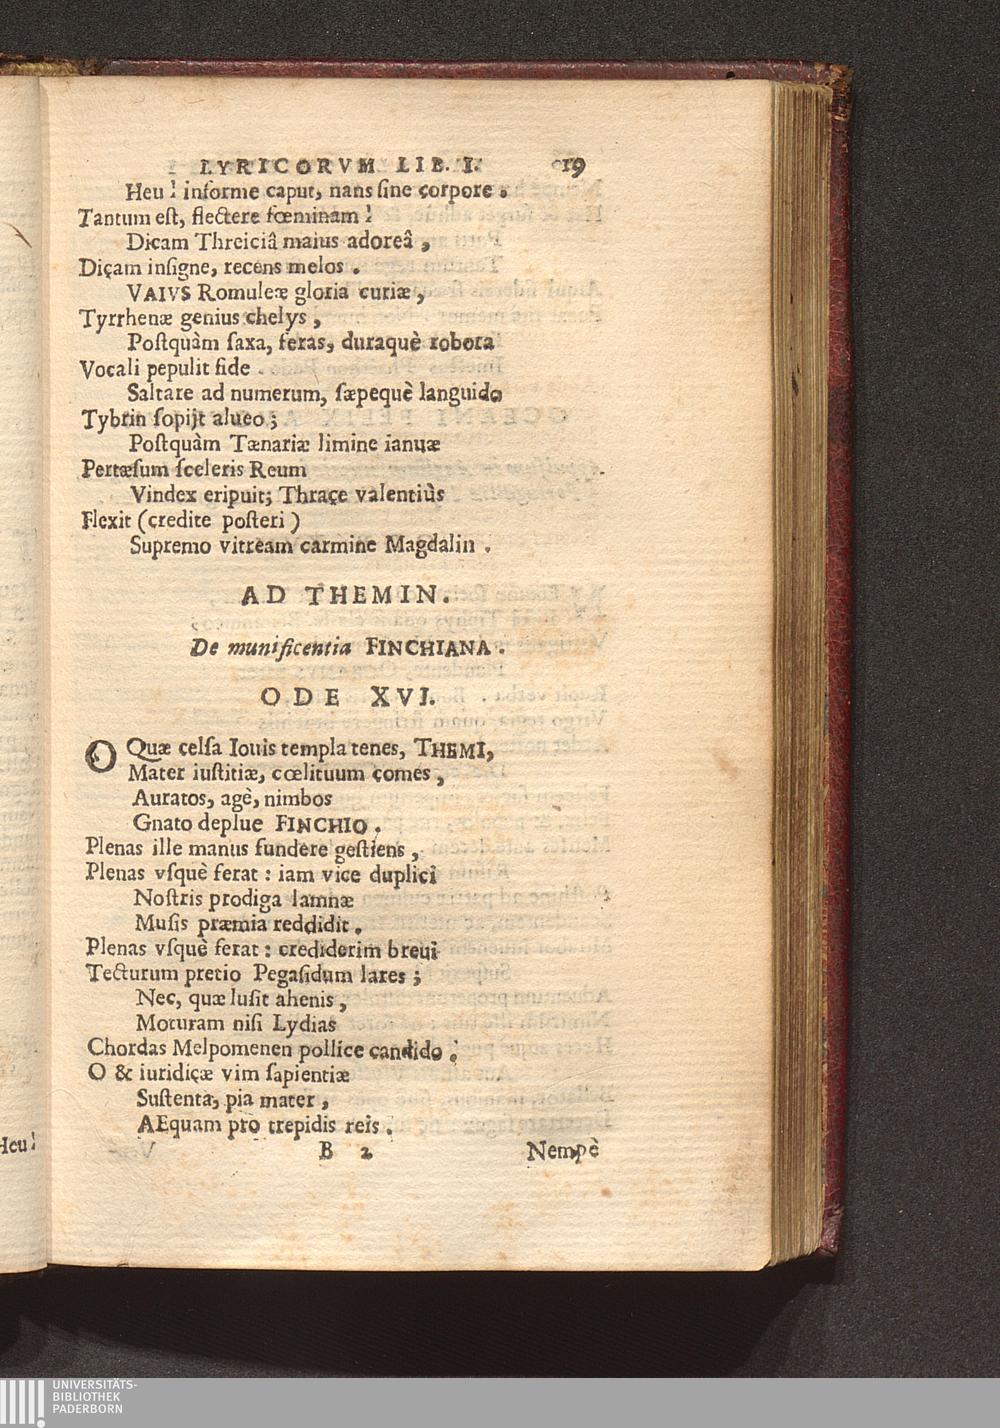 LYRICORVM LIB. I. 19
Heu! informe caput, nans ſine corpore.
Tantum eſt, flectere fœminam!
Dicam Threiciâ maius adoreâ,
Dicam inſigne, recens melos.
VAIVS Romuleæ gloria curiæ,
Tyrrhenæ genius chelys,
Poſtquàm ſaxa, feras, duraquè robora
Vocali pepulit fide.
Saltare ad numerum, ſæpequè languido
Tybrin ſopijt alueo;
Poſtquàm Tænariæ limine ianuæ
Pertæſum ſceleris Reum
Vindex eripuit; Thrace valentiùs
Flexit (credite poſteri)
Supremo vitream carmine Magdalin.
AD THEMIN.
De munificentia FINCHIANA.
ODE XVI.
O Quæ celſa Iouis templa tenes, THEMI,
Mater iuſtitiæ, cœlituum comes,
Auratos, agè, nimbos
Gnato deplue FINCHIO.
Plenas ille manus fundere geſtiens,
Plenas vſquè ferat: iam vice duplici
Noſtris prodiga lamnæ
Muſis præmia reddidit.
Plenas vſquè ferat: crediderim breui
Tecturum pretio Pegaſidum lares;
Nec, quæ luſit ahenis,
Moturam niſi Lydias
Chordas Melpomenen pollice candido.
O & iuridicæ vim ſapientiæ
Suſtenta, pia mater,
AEquam pro trepidis reis.
B 2 Nempè
Heu!
UNIVERSITÄTS-
BIBLIOTHEK
PADERBORN